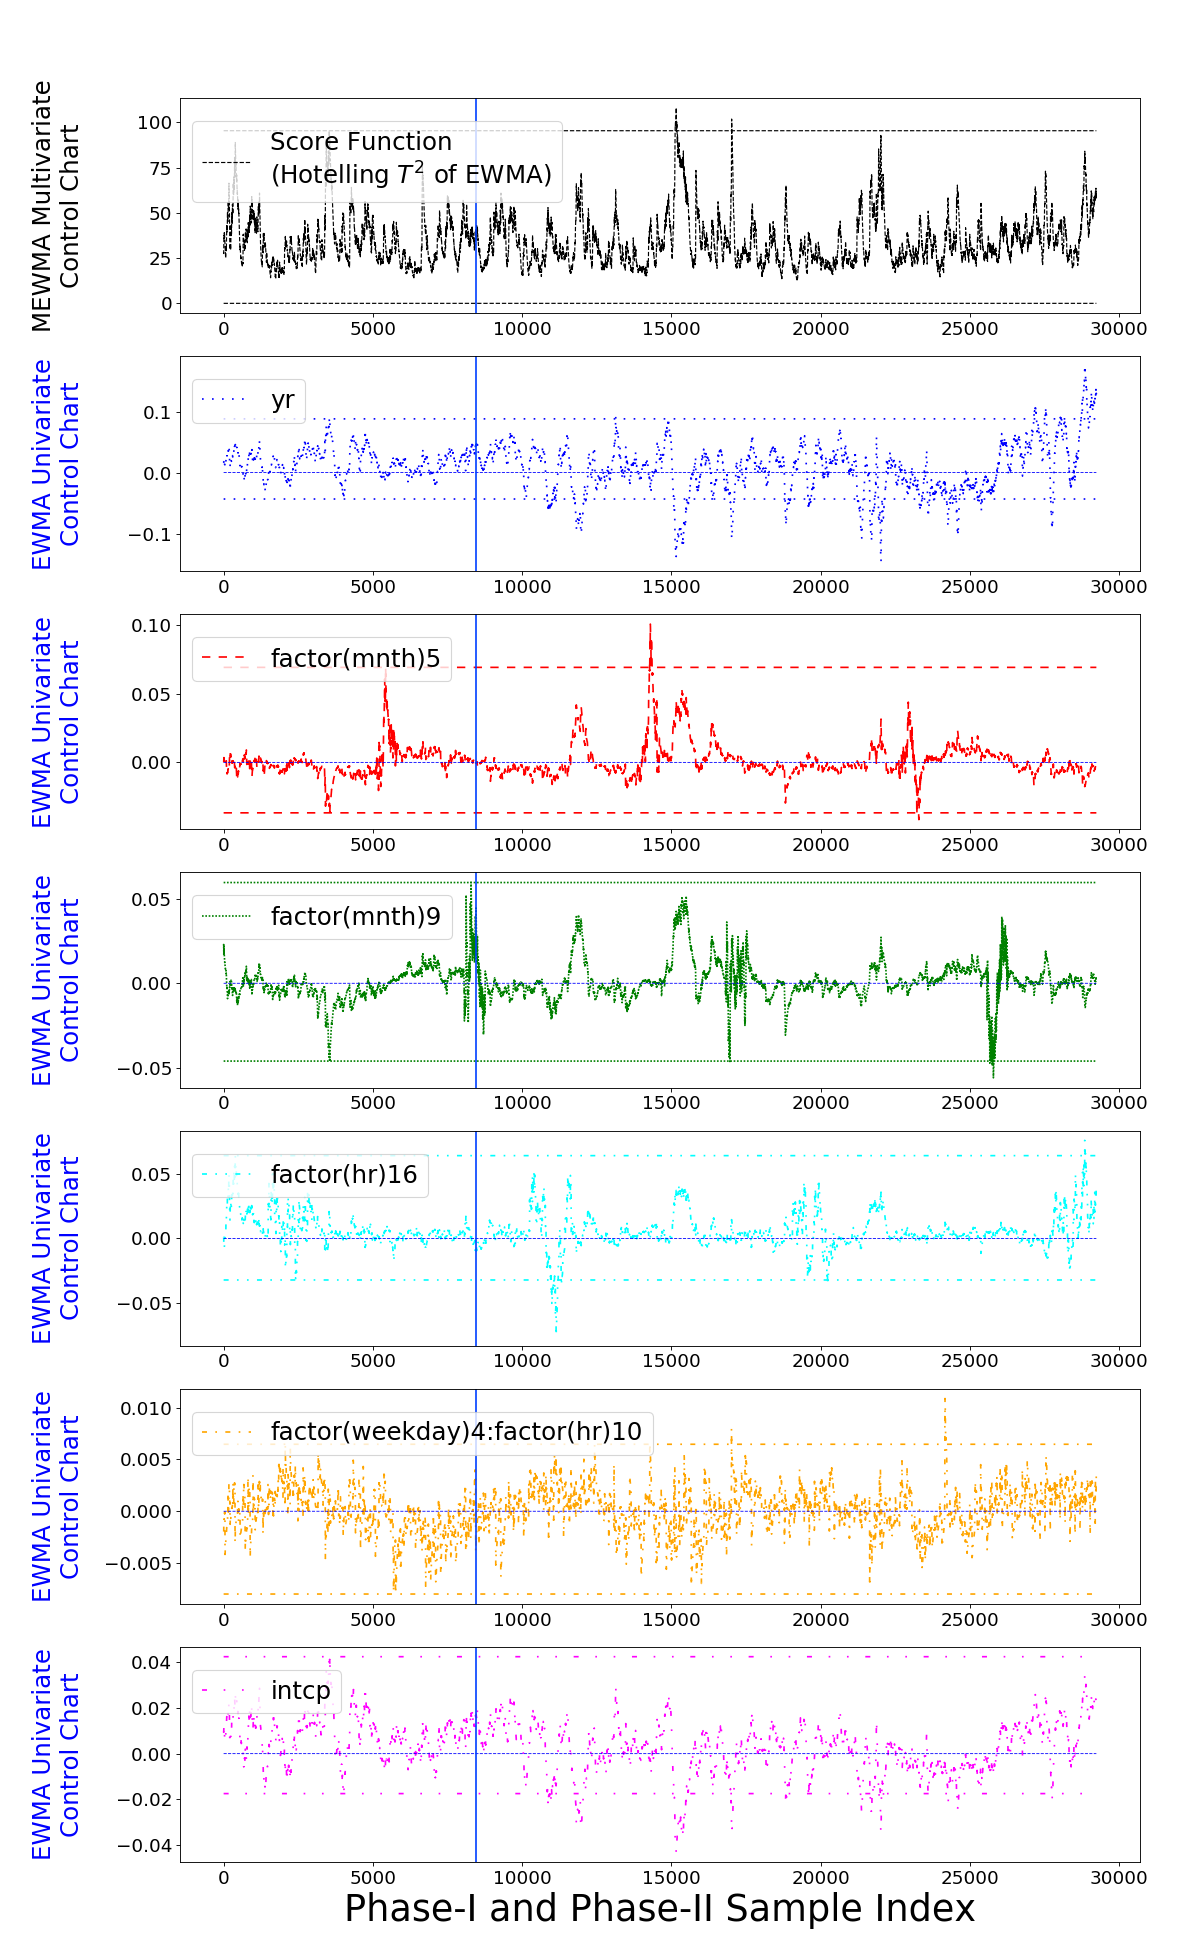 MEWMA Multivariate
Control Chart
100
75
50
25
0
Score Function
(Hotelling T² of EWMA)
0 5000 10000 15000 20000 25000 30000
EWMA Univariate
Control Chart
0.1
0.0
−0.1
yr
0 5000 10000 15000 20000 25000 30000
EWMA Univariate
Control Chart
0.10
0.05
0.00
factor(mnth)5
0 5000 10000 15000 20000 25000 30000
EWMA Univariate
Control Chart
0.05
0.00
−0.05
factor(mnth)9
0 5000 10000 15000 20000 25000 30000
EWMA Univariate
Control Chart
0.05
0.00
−0.05
factor(hr)16
0 5000 10000 15000 20000 25000 30000
EWMA Univariate
Control Chart
0.010
0.005
0.000
−0.005
factor(weekday)4:factor(hr)10
0 5000 10000 15000 20000 25000 30000
EWMA Univariate
Control Chart
0.04
0.02
0.00
−0.02
−0.04
intcp
0 5000 10000 15000 20000 25000 30000
Phase-I and Phase-II Sample Index